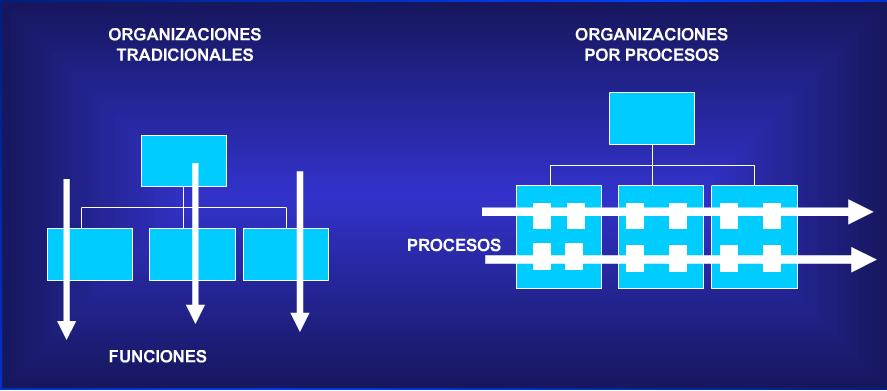 ORGANIZACIONES
TRADICIONALES
ORGANIZACIONES
POR PROCESOS
PROCESOS
FUNCIONES